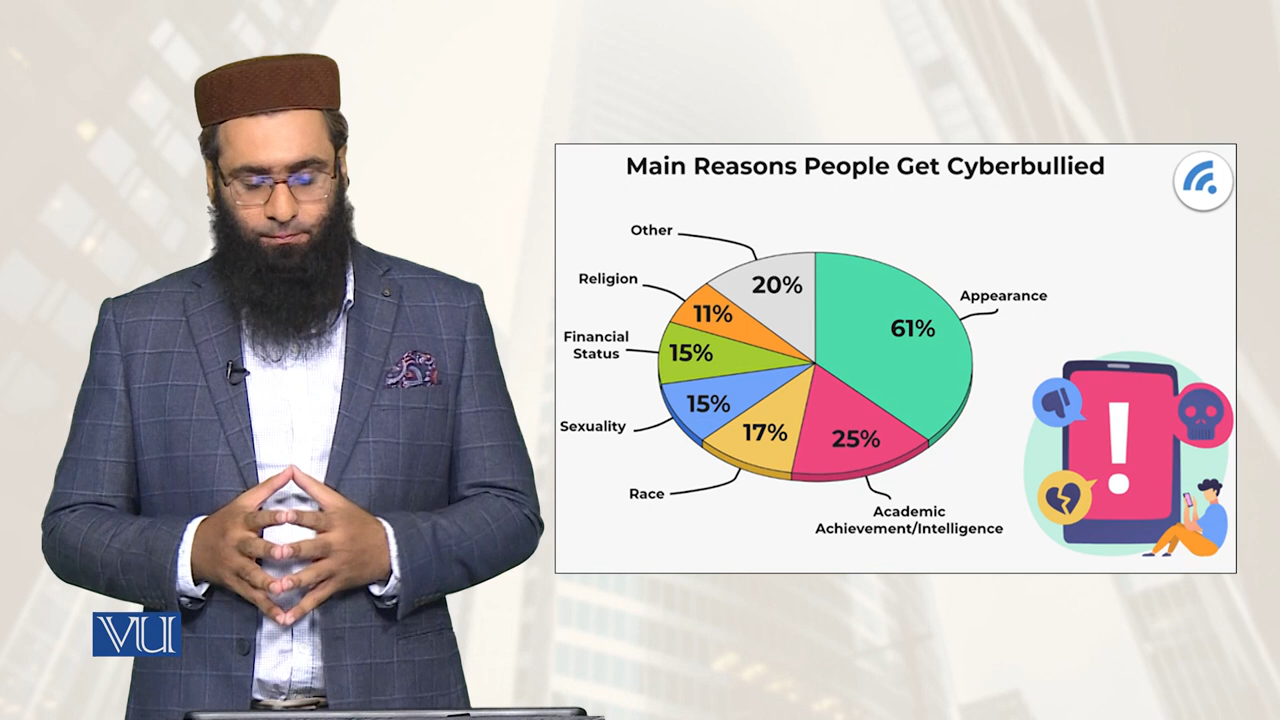 Main Reasons People Get Cyberbullied
Other
20%
Religion
11%
Financial
Status
15%
Sexuality
15%
Race
17%
Academic
Achievement/Intelligence
25%
Appearance
61%
!
VU